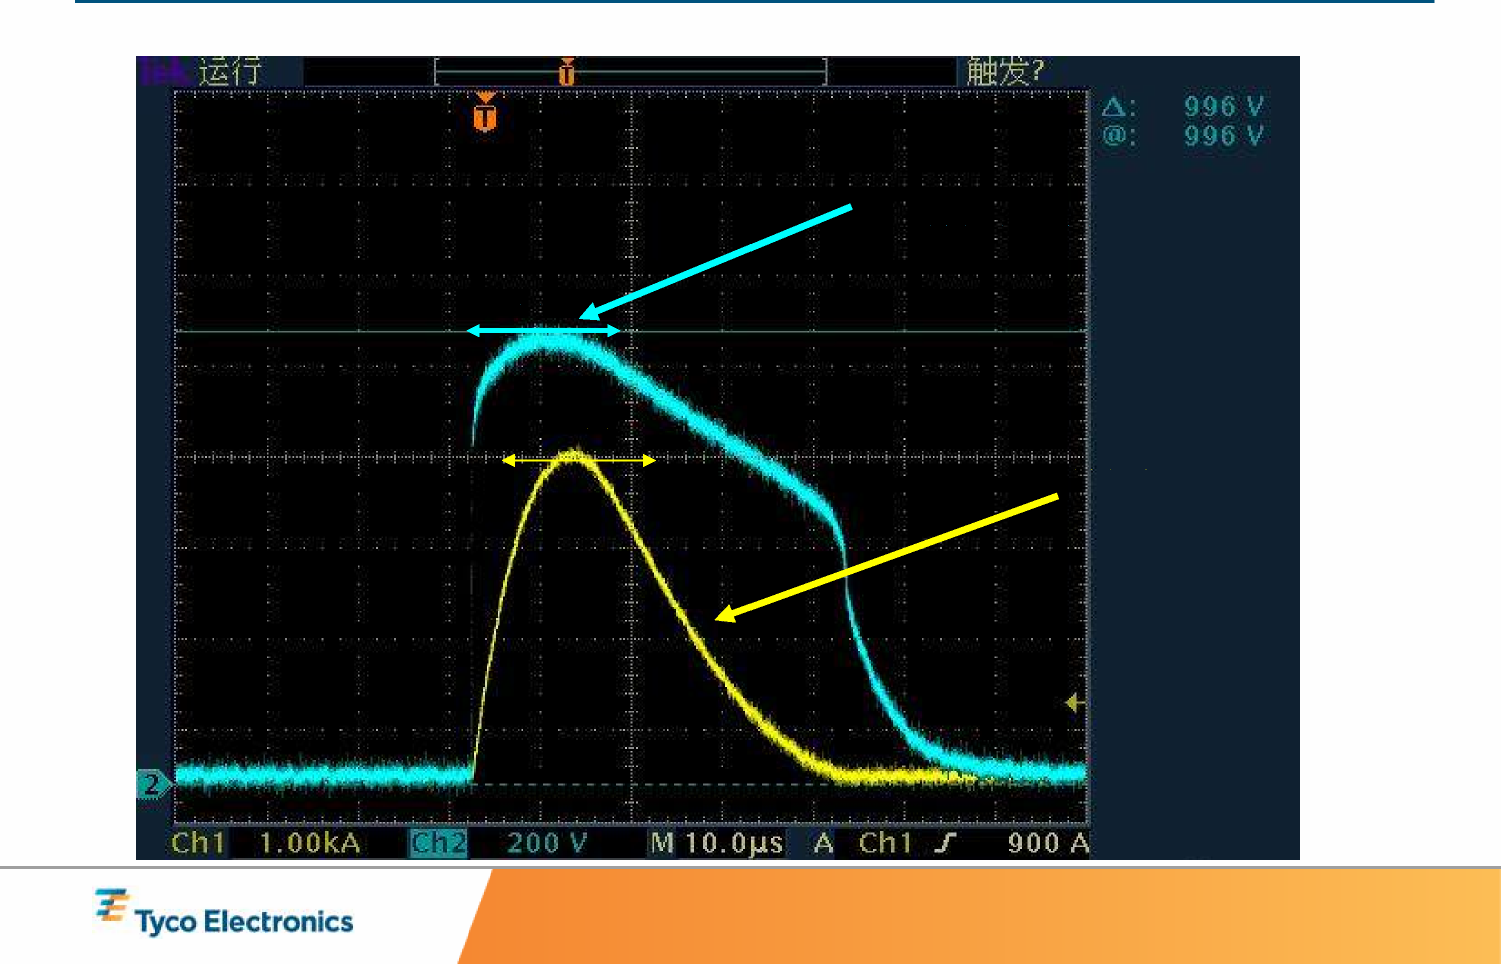 Tek 运行 触发?
T
T
Δ: 996 V
@: 996 V
2
Ch1 1.00kA Ch2 200 V M 10.0µs A Ch1 900 A
Tyco Electronics